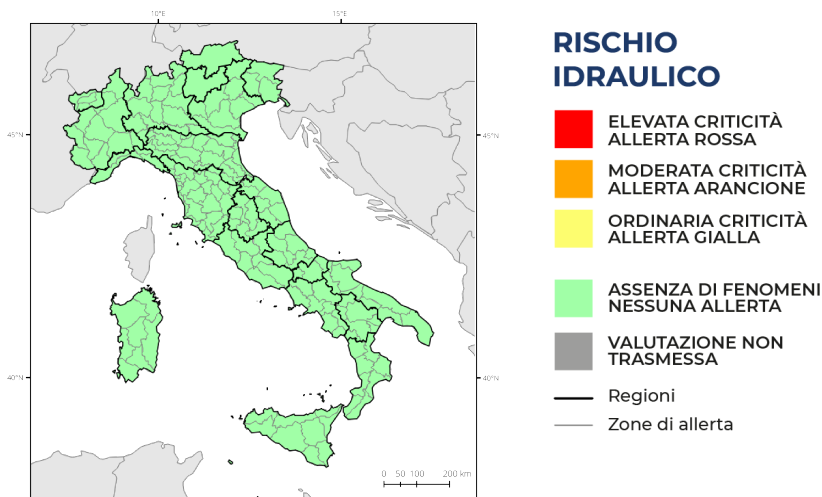 10°E 15°E
RISCHIO
IDRAULICO
ELEVATA CRITICITÀ
ALLERTA ROSSA
45°N 45°N
MODERATA CRITICITÀ
ALLERTA ARANCIONE
ORDINARIA CRITICITÀ
ALLERTA GIALLA
ASSENZA DI FENOMENI
NESSUNA ALLERTA
VALUTAZIONE NON
TRASMESSA
40°N 40°N
Regioni
Zone di allerta
0 50 100 200 km